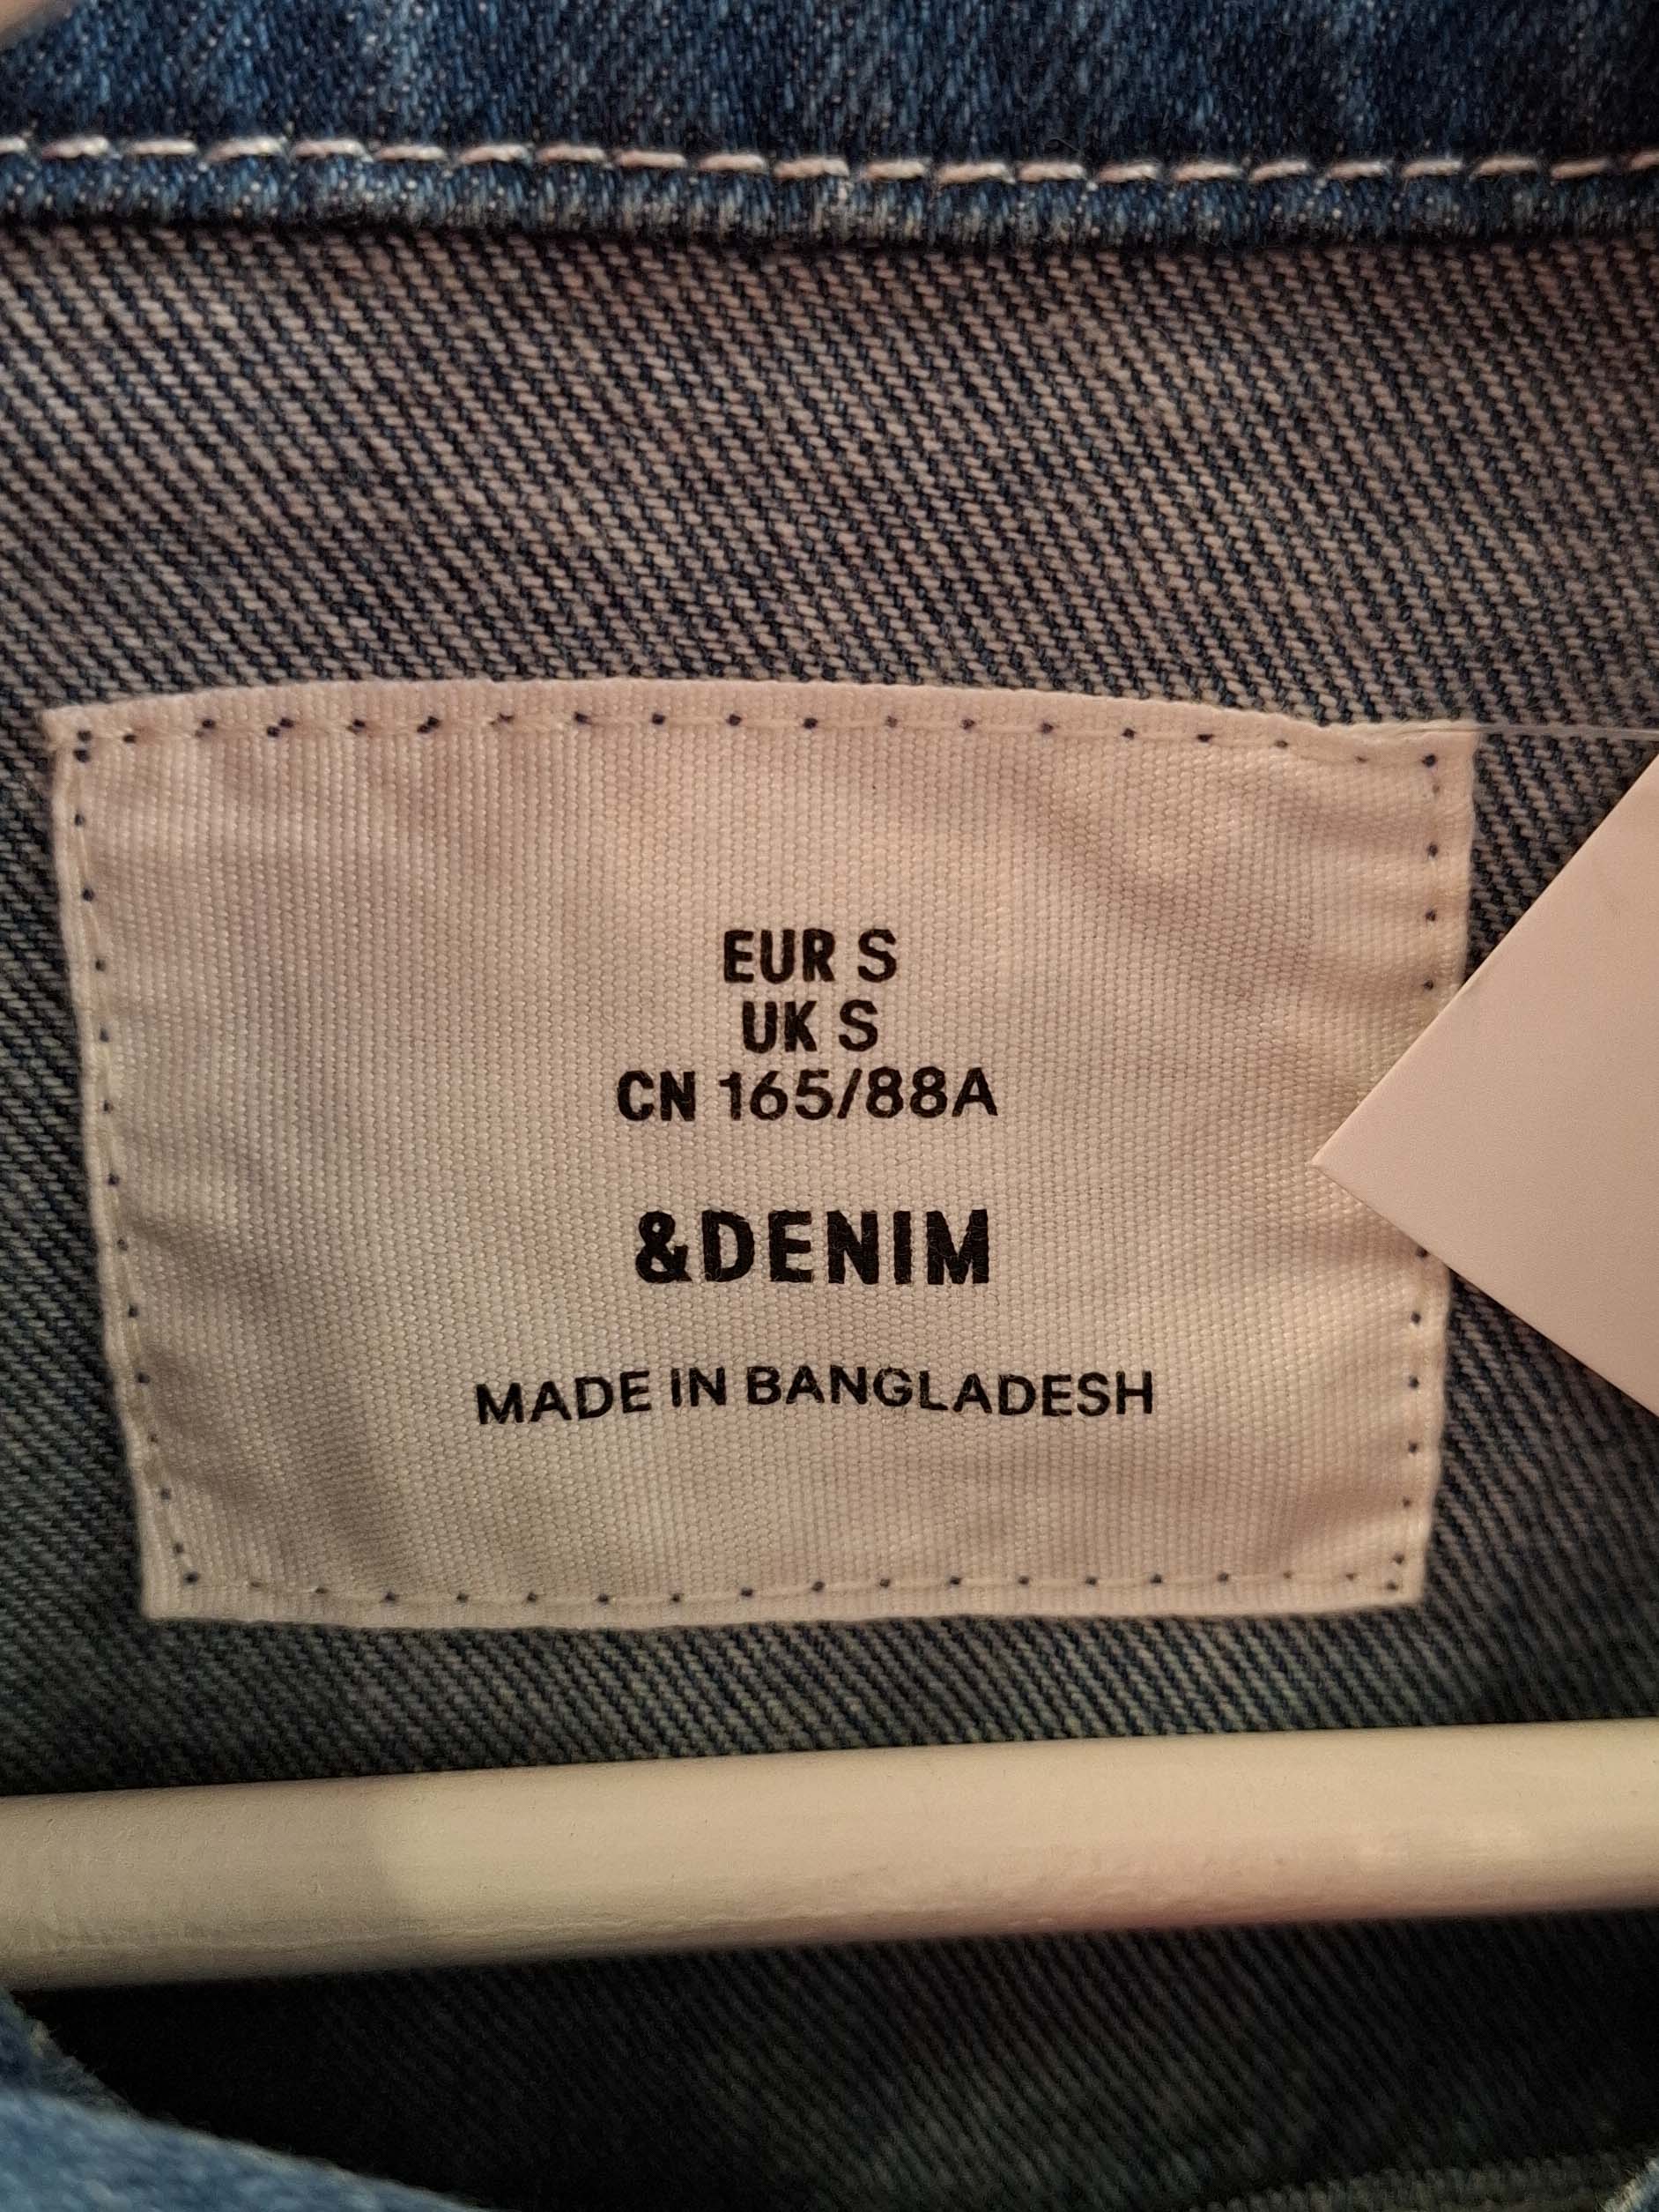 EUR S
UK S
CN 165/88A
&DENIM
MADE IN BANGLADESH